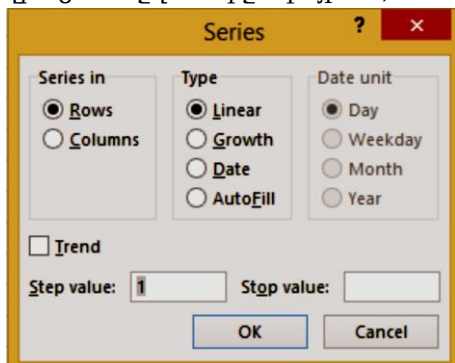 Series ? ×
Series in Type Date unit
Rows Linear Day
Columns Growth Weekday
Date Month
AutoFill Year
Trend
Step value: 1 Stop value:
OK Cancel